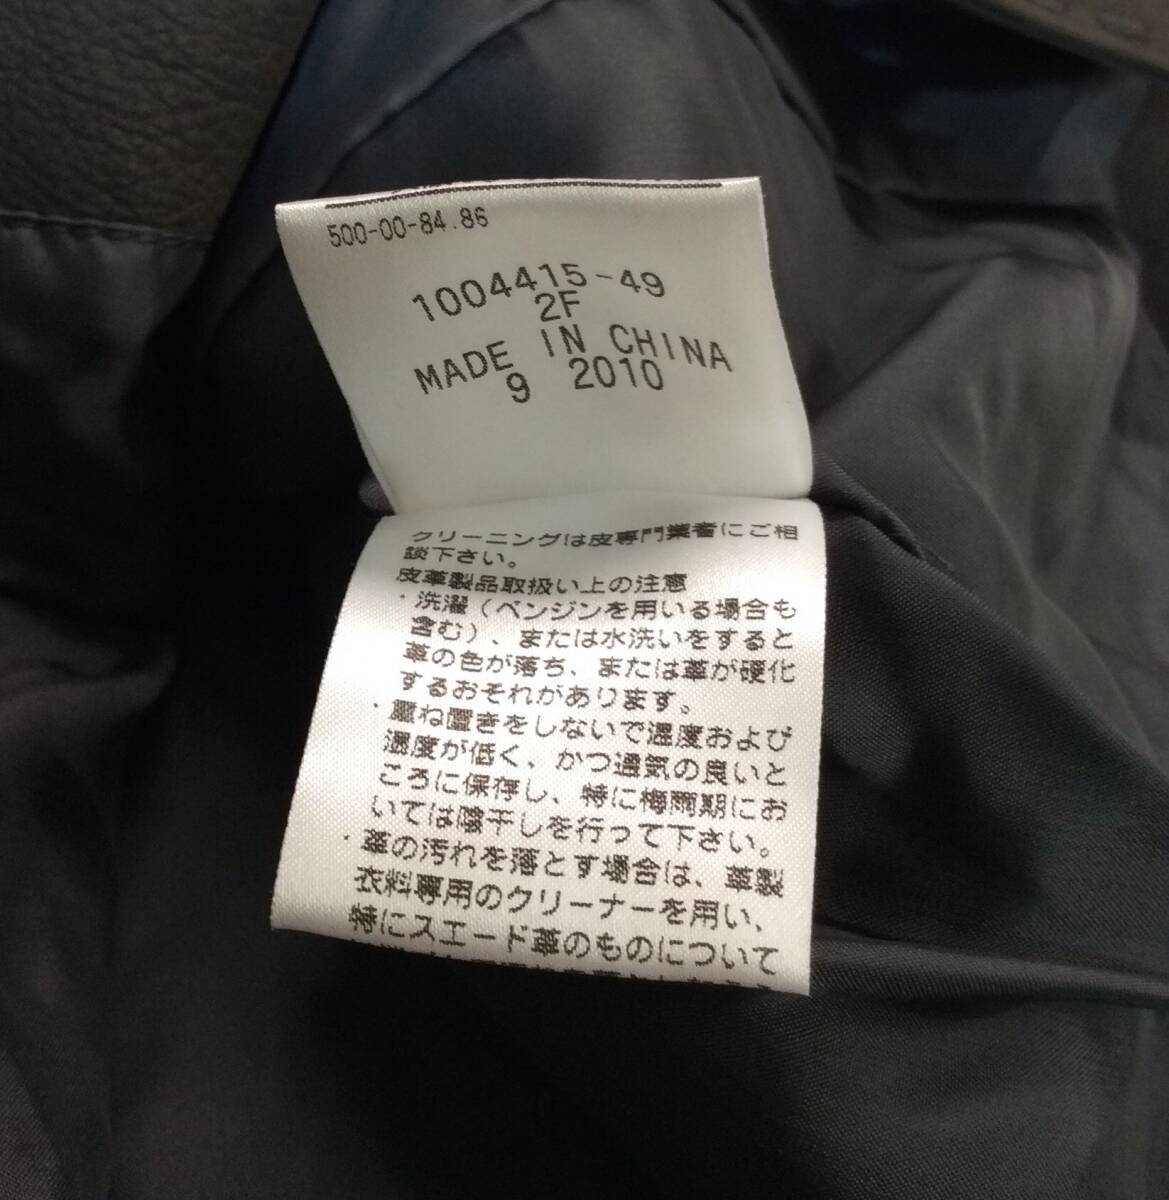 500-00-84.86
1004415-49
2F
MADE IN CHINA
9 2010
クリーニングは皮専門業者にご相
談下さい。
皮革製品取扱い上の注意
・洗濯（ベンジンを用いる場合も
含む）、または水洗いをすると
革の色が落ち、または革が硬化
するおそれがあります。
・重ね置きをしないで温度および
湿度が低く、かつ通気の良いと
ころに保存し、特に梅雨期にお
いては陰干しを行って下さい。
・革の汚れを落とす場合は、革製
衣料専用のクリーナーを用い、
特にスエード革のものについて